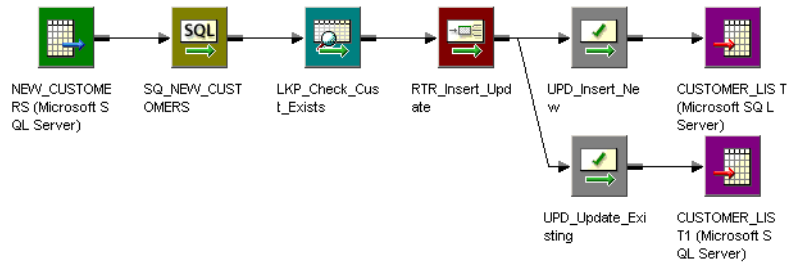 SQL
NEW_CUSTOME
RS (Microsoft S
QL Server)
SQ_NEW_CUST
OMERS
LKP_Check_Cus
t_Exists
RTR_Insert_Upd
ate
UPD_Insert_Ne
w
CUSTOMER_LIS T
(Microsoft SQ L
Server)
UPD_Update_Exi
sting
CUSTOMER_LIS
T1 (Microsoft S
QL Server)